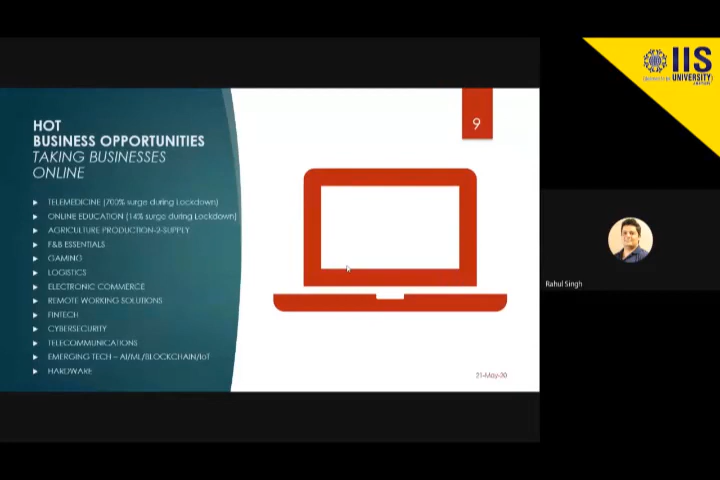 HOT
BUSINESS OPPORTUNITIES
TAKING BUSINESSES
ONLINE
TELEMEDICINE (700% surge during Lockdown)
ONLINE EDUCATION (14% surge during Lockdown)
AGRICULTURE PRODUCTION-2-SUPPLY
F&B ESSENTIALS
GAMING
LOGISTICS
ELECTRONIC COMMERCE
REMOTE WORKING SOLUTIONS
FINTECH
CYBERSECURITY
TELECOMMUNICATIONS
EMERGING TECH – AI/ML/BLOCKCHAIN/IoT
HARDWARE
9
21-May-20
IIS
UNIVERSITY
Rahul Singh